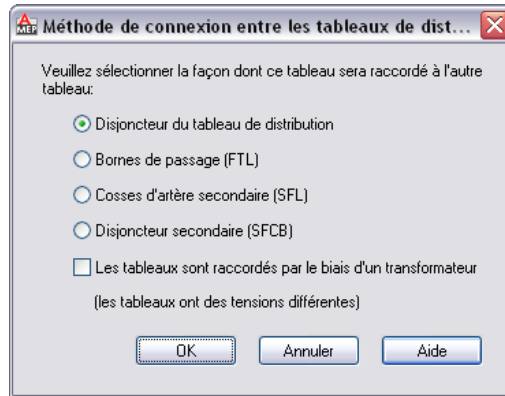 MEP Méthode de connexion entre les tableaux de dist...
Veuillez sélectionner la façon dont ce tableau sera raccordé à l'autre
tableau:
Disjoncteur du tableau de distribution
Bornes de passage (FTL)
Cosses d'artère secondaire (SFL)
Disjoncteur secondaire (SFCB)
Les tableaux sont raccordés par le biais d'un transformateur
(les tableaux ont des tensions différentes)
OK Annuler Aide